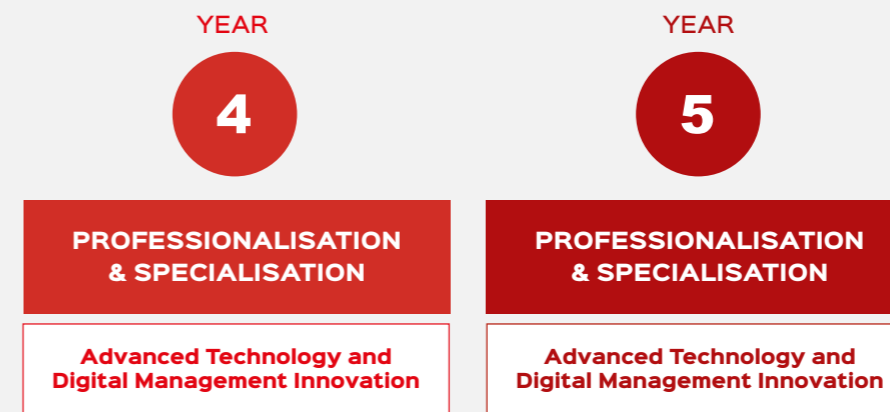 YEAR
4
PROFESSIONALISATION
& SPECIALISATION
Advanced Technology and
Digital Management Innovation
YEAR
5
PROFESSIONALISATION
& SPECIALISATION
Advanced Technology and
Digital Management Innovation